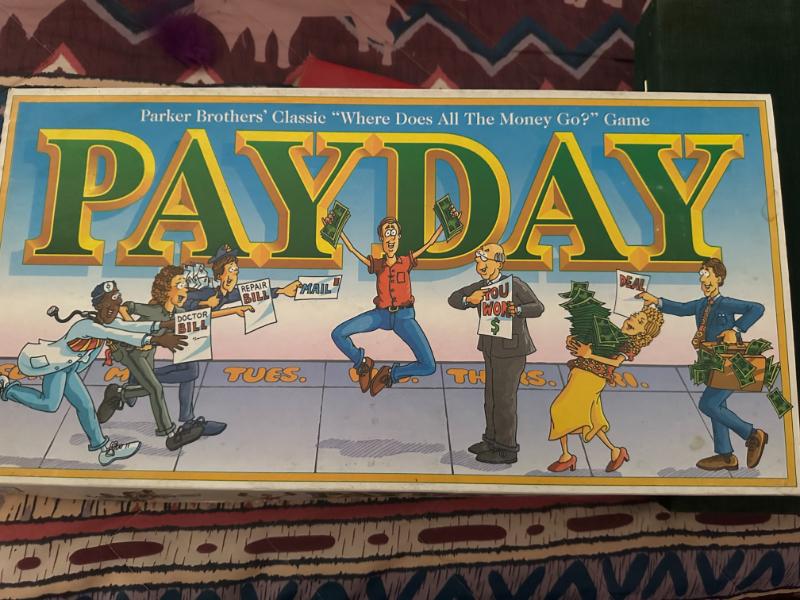 Parker Brothers' Classic "Where Does All The Money Go?" Game
PAYDAY
DOCTOR
BILL
REPAIR
BILL
"MAIL"
YOU
WON
$
DEAL
TUES.